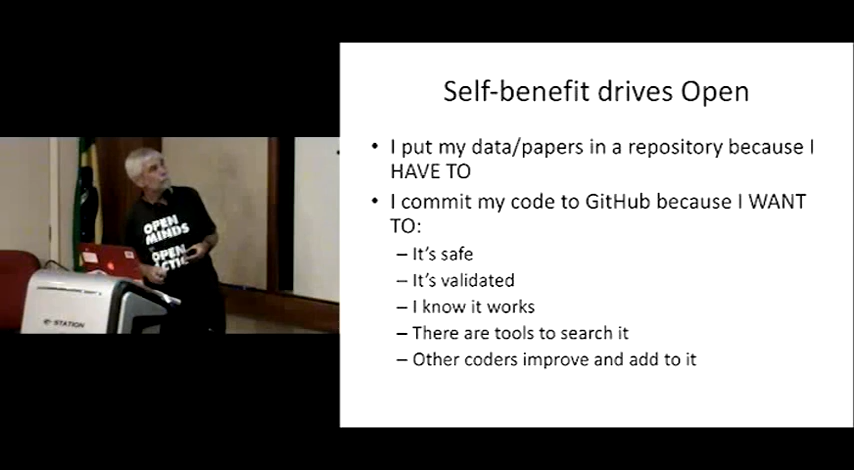 Self-benefit drives Open
• I put my data/papers in a repository because I
HAVE TO
• I commit my code to GitHub because I WANT
TO:
– It's safe
– It's validated
– I know it works
– There are tools to search it
– Other coders improve and add to it
OPEN
MINDS
OPEN
STATION